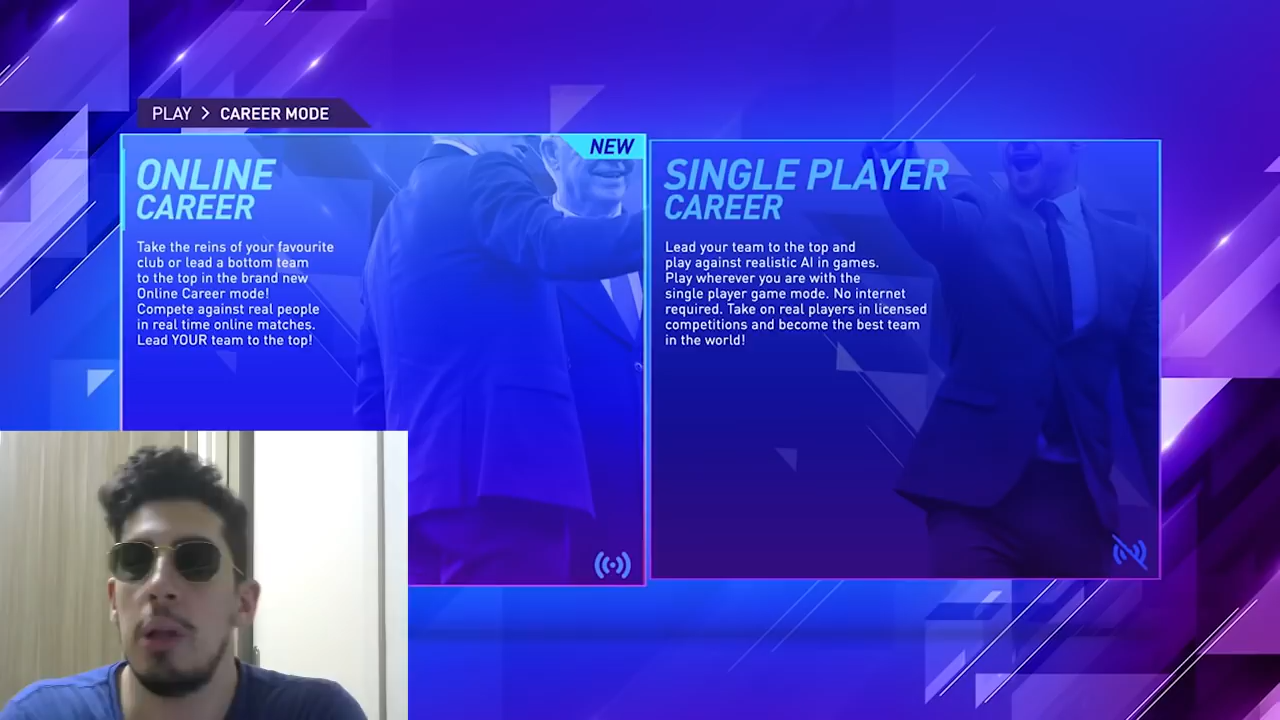 PLAY > CAREER MODE
NEW
ONLINE
CAREER
Take the reins of your favourite
club or lead a bottom team
to the top in the brand new
Online Career mode!
Compete against real people
in real time online matches.
Lead YOUR team to the top!
SINGLE PLAYER
CAREER
Lead your team to the top and
play against realistic AI in games.
Play wherever you are with the
single player game mode. No internet
required. Take on real players in licensed
competitions and become the best team
in the world!